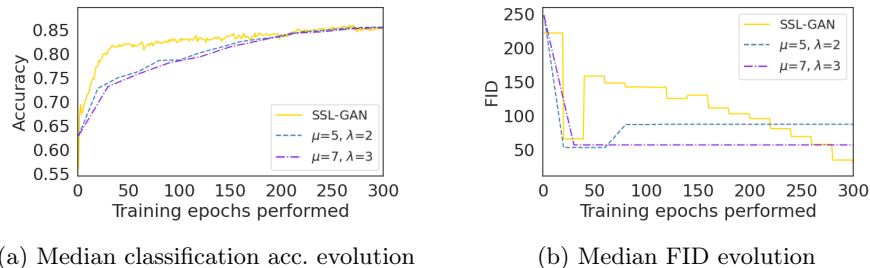 0.85
0.80
0.75
0.70
0.65
0.60
0.55
Accuracy
SSL-GAN
μ=5, λ=2
μ=7, λ=3
0 50 100 150 200 250 300
Training epochs performed
(a) Median classification acc. evolution
250
200
150
100
50
FID
SSL-GAN
μ=5, λ=2
μ=7, λ=3
0 50 100 150 200 250 300
Training epochs performed
(b) Median FID evolution